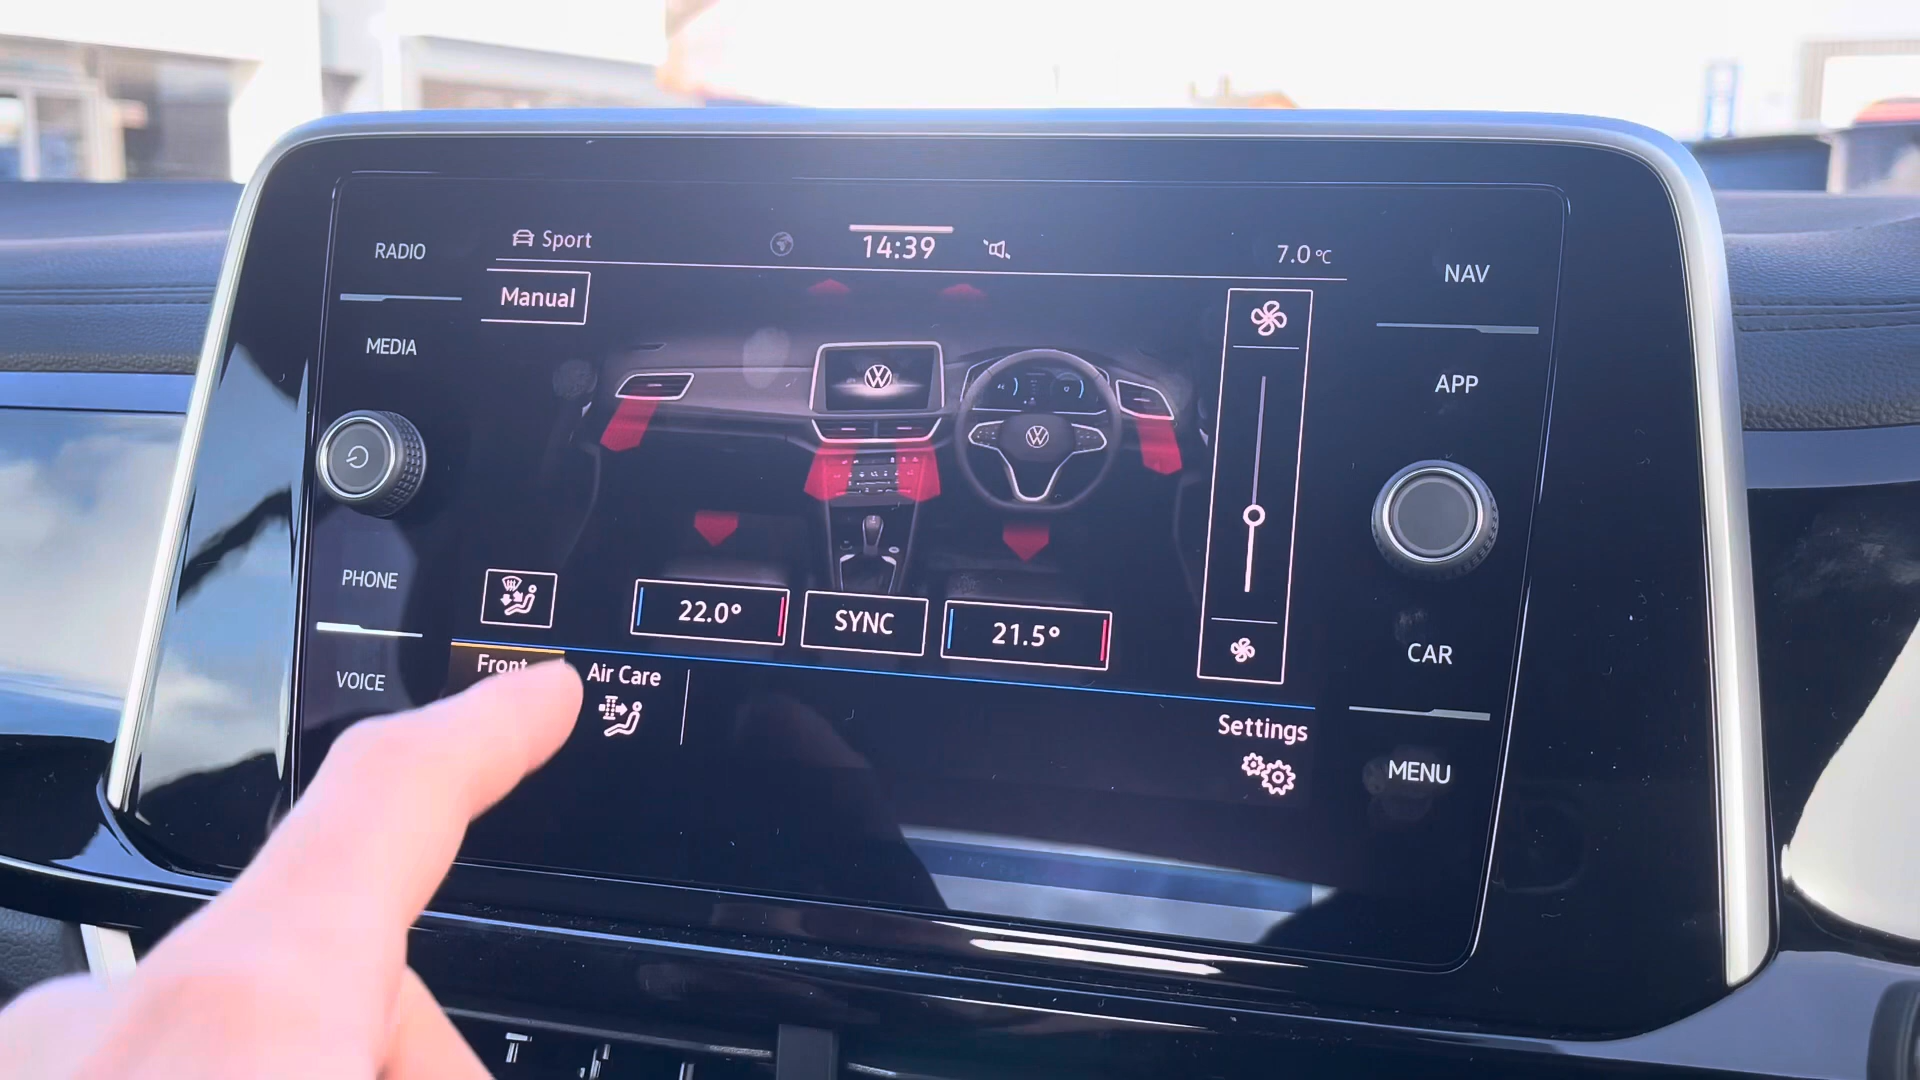 RADIO
MEDIA
PHONE
VOICE
Sport
14:39
7.0 °C
Manual
22.0°
SYNC
21.5°
Front
Air Care
Settings
NAV
APP
CAR
MENU